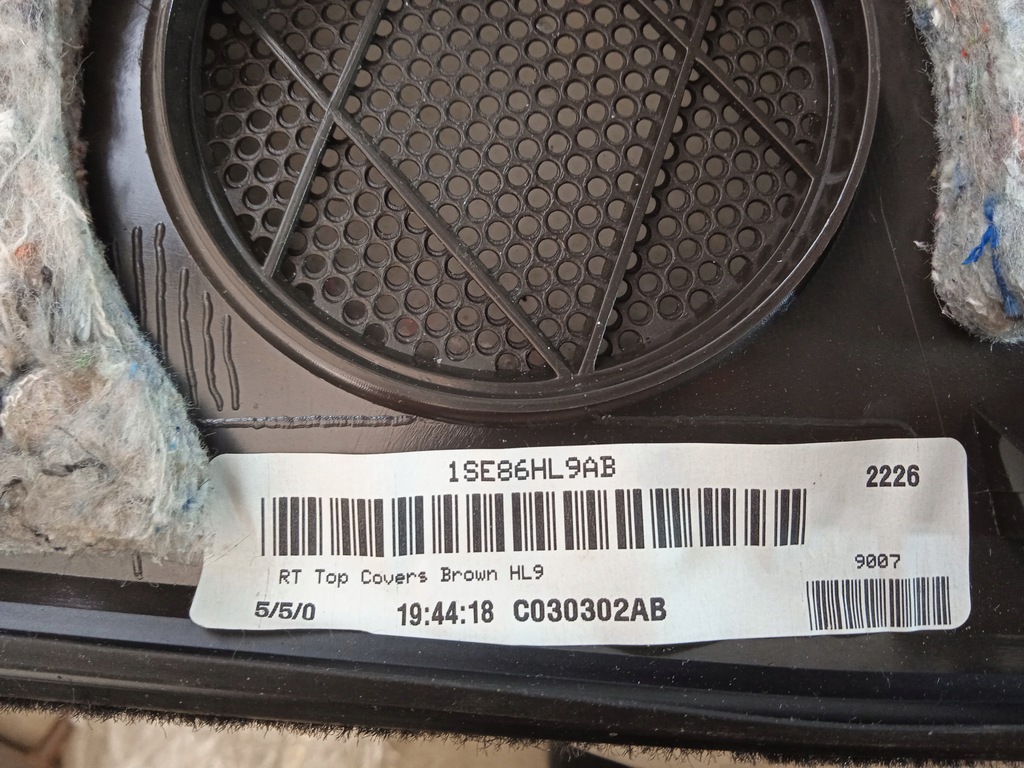 1SE86HL9AB
2226
RT Top Covers Brown HL9
9007
5/5/0 19:44:18 C030302AB